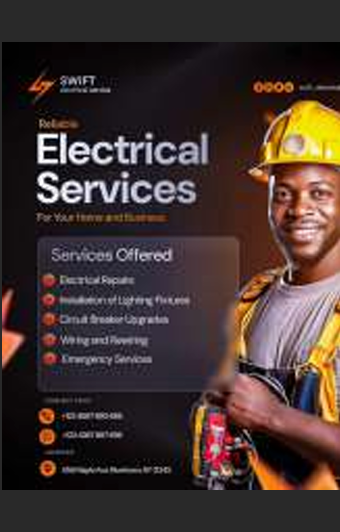 SWIFT
Reliable
Electrical
Services
For Your Home and Business
Services Offered
Electrical Repairs
Installation of Lighting Fixtures
Circuit Breaker Upgrades
Wiring and Rewiring
Emergency Services